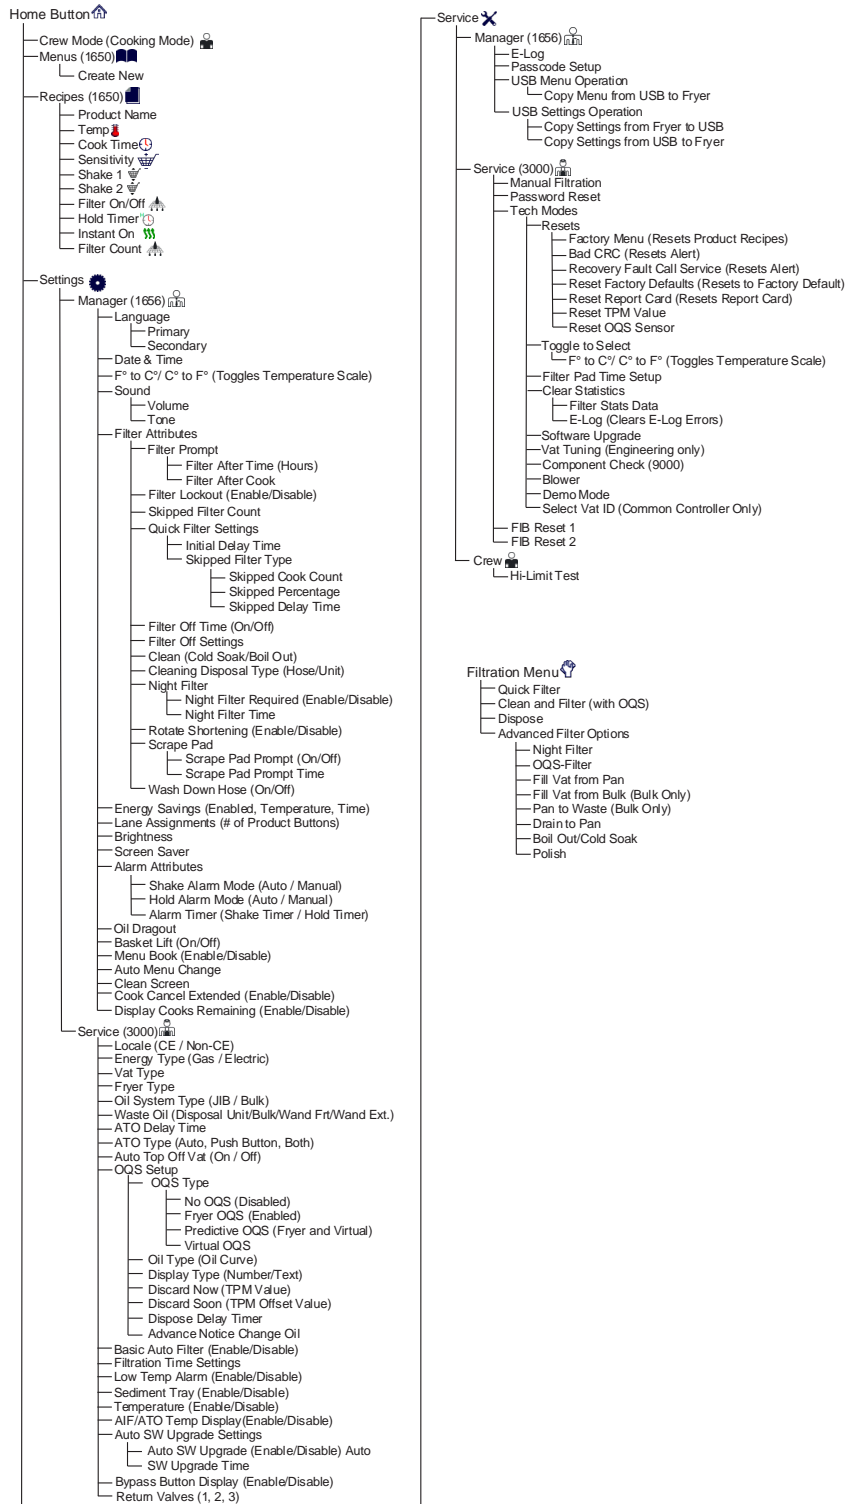 Home Button
Crew Mode (Cooking Mode)
Menus (1650)
Create New
Recipes (1650)
Product Name
Temp
Cook Time
Sensitivity
Shake 1
Shake 2
Filter On/Off
Hold Timer
Instant On
Filter Count
Settings
Manager (1656)
Language
Primary
Secondary
Date & Time
F° to C°/ C° to F° (Toggles Temperature Scale)
Sound
Volume
Tone
Filter Attributes
Filter Prompt
Filter After Time (Hours)
Filter After Cook
Filter Lockout (Enable/Disable)
Skipped Filter Count
Quick Filter Settings
Initial Delay Time
Skipped Filter Type
Skipped Cook Count
Skipped Percentage
Skipped Delay Time
Filter Off Time (On/Off)
Filter Off Settings
Clean (Cold Soak/Boil Out)
Cleaning Disposal Type (Hose/Unit)
Night Filter
Night Filter Required (Enable/Disable)
Night Filter Time
Rotate Shortening (Enable/Disable)
Scrape Pad
Scrape Pad Prompt (On/Off)
Scrape Pad Prompt Time
Wash Down Hose (On/Off)
Energy Savings (Enabled, Temperature, Time)
Lane Assignments (# of Product Buttons)
Brightness
Screen Saver
Alarm Attributes
Shake Alarm Mode (Auto / Manual)
Hold Alarm Mode (Auto / Manual)
Alarm Timer (Shake Timer / Hold Timer)
Oil Dragout
Basket Lift (On/Off)
Menu Book (Enable/Disable)
Auto Menu Change
Clean Screen
Cook Cancel Extended (Enable/Disable)
Display Cooks Remaining (Enable/Disable)
Service (3000)
Locale (CE / Non-CE)
Energy Type (Gas / Electric)
Vat Type
Fryer Type
Oil System Type (JIB / Bulk)
Waste Oil (Disposal Unit/Bulk/Wand Frt/Wand Ext.)
ATO Delay Time
ATO Type (Auto, Push Button, Both)
Auto Top Off Vat (On / Off)
OQS Setup
OQS Type
No OQS (Disabled)
Fryer OQS (Enabled)
Predictive OQS (Fryer and Virtual)
Virtual OQS
Oil Type (Oil Curve)
Display Type (Number/Text)
Discard Now (TPM Value)
Discard Soon (TPM Offset Value)
Dispose Delay Timer
Advance Notice Change Oil
Basic Auto Filter (Enable/Disable)
Filtration Time Settings
Low Temp Alarm (Enable/Disable)
Sediment Tray (Enable/Disable)
Temperature (Enable/Disable)
AIF/ATO Temp Display(Enable/Disable)
Auto SW Upgrade Settings
Auto SW Upgrade (Enable/Disable) Auto
SW Upgrade Time
Bypass Button Display (Enable/Disable)
Return Valves (1, 2, 3)
Service
Manager (1656)
E-Log
Passcode Setup
USB Menu Operation
Copy Menu from USB to Fryer
USB Settings Operation
Copy Settings from Fryer to USB
Copy Settings from USB to Fryer
Service (3000)
Manual Filtration
Password Reset
Tech Modes
Resets
Factory Menu (Resets Product Recipes)
Bad CRC (Resets Alert)
Recovery Fault Call Service (Resets Alert)
Reset Factory Defaults (Resets to Factory Default)
Reset Report Card (Resets Report Card)
Reset TPM Value
Reset OQS Sensor
Toggle to Select
F° to C°/ C° to F° (Toggles Temperature Scale)
Filter Pad Time Setup
Clear Statistics
Filter Stats Data
E-Log (Clears E-Log Errors)
Software Upgrade
Vat Tuning (Engineering only)
Component Check (9000)
Blower
Demo Mode
Select Vat ID (Common Controller Only)
FIB Reset 1
FIB Reset 2
Crew
Hi-Limit Test
Filtration Menu
Quick Filter
Clean and Filter (with OQS)
Dispose
Advanced Filter Options
Night Filter
OQS-Filter
Fill Vat from Pan
Fill Vat from Bulk (Bulk Only)
Pan to Waste (Bulk Only)
Drain to Pan
Boil Out/Cold Soak
Polish